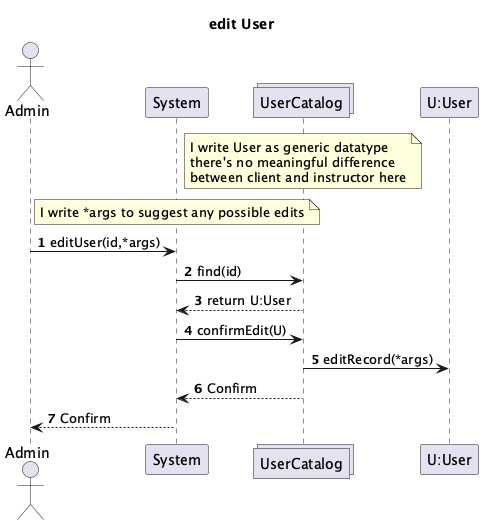 edit User
Admin
System
UserCatalog
U:User
I write User as generic datatype
there's no meaningful difference
between client and instructor here
I write *args to suggest any possible edits
1 editUser(id,*args)
2 find(id)
3 return U:User
4 confirmEdit(U)
5 editRecord(*args)
6 Confirm
7 Confirm
Admin
System
UserCatalog
U:User